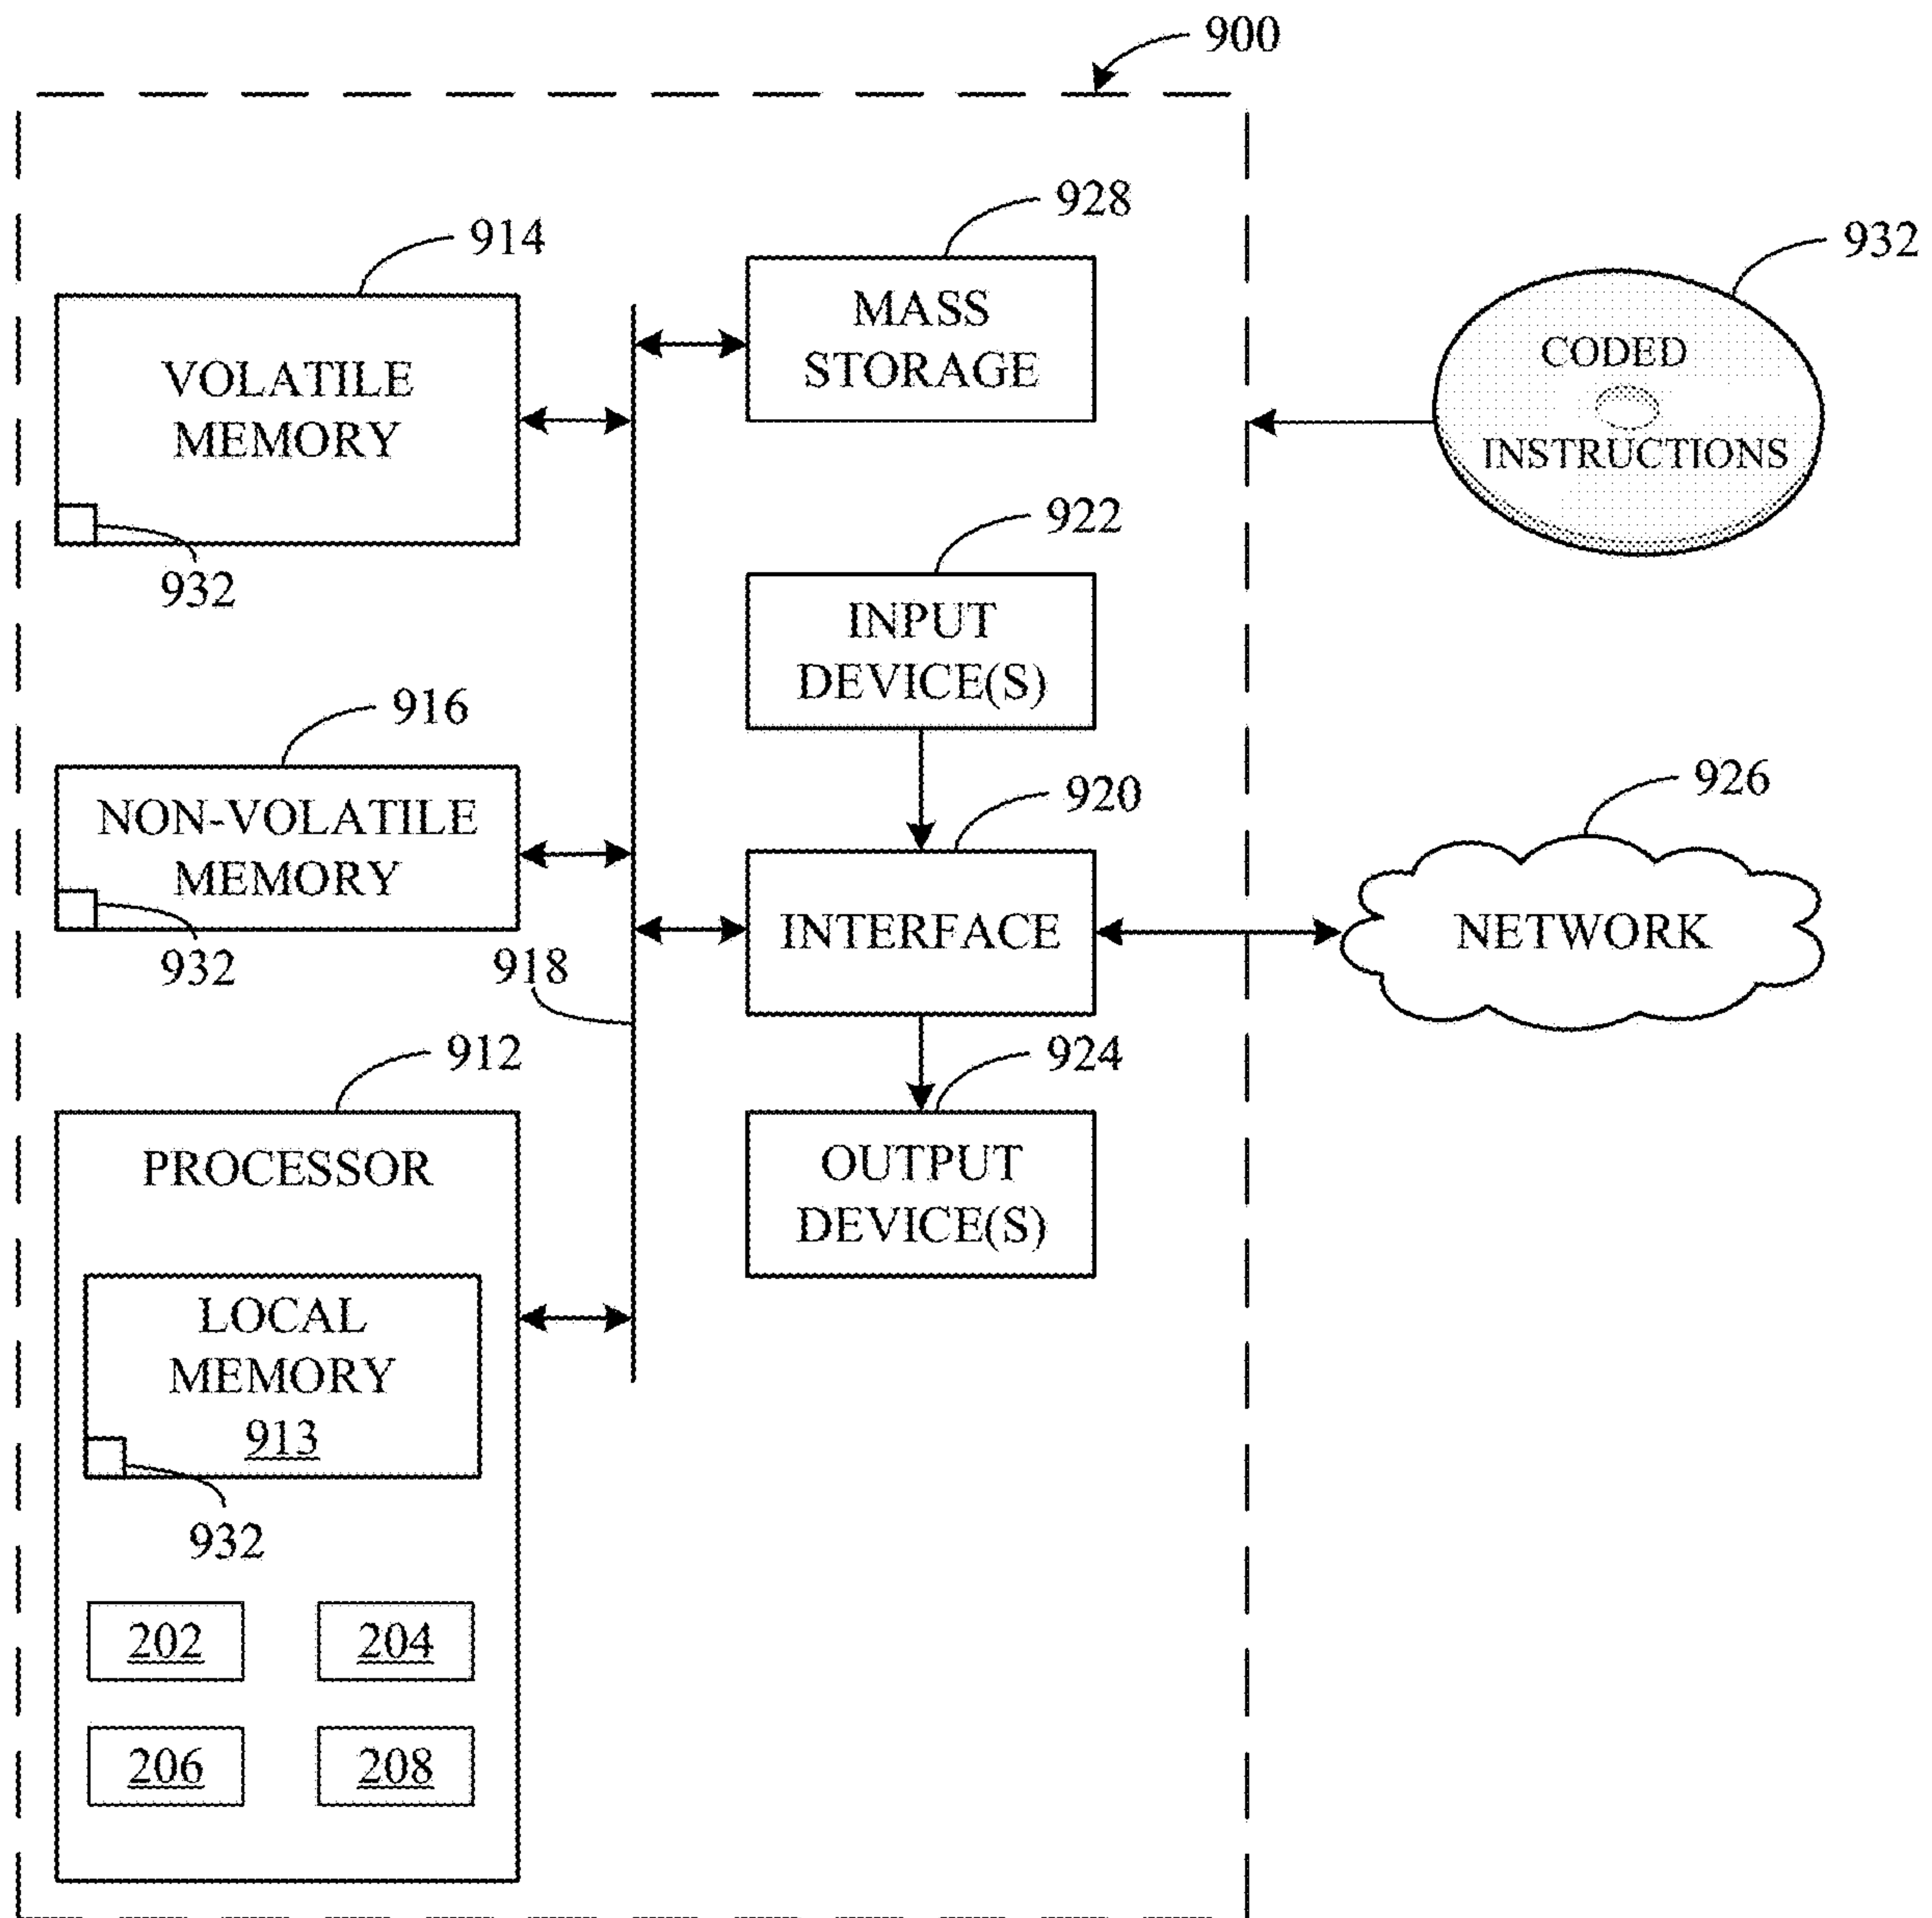 900
914
VOLATILE
MEMORY
932
928
MASS
STORAGE
932
CODED
INSTRUCTIONS
922
INPUT
DEVICE(S)
916
NON-VOLATILE
MEMORY
932
918
920
INTERFACE
926
NETWORK
912
PROCESSOR
LOCAL
MEMORY
913
932
202
204
206
208
924
OUTPUT
DEVICE(S)